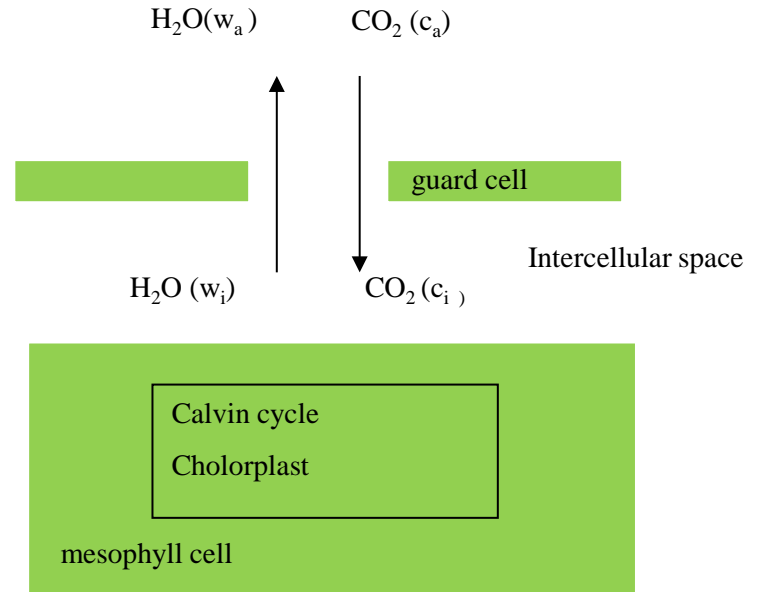 H₂O(wₐ) CO₂ (cₐ)
guard cell
Intercellular space
H₂O (wᵢ) CO₂ (cᵢ )
Calvin cycle
Cholorplast
mesophyll cell